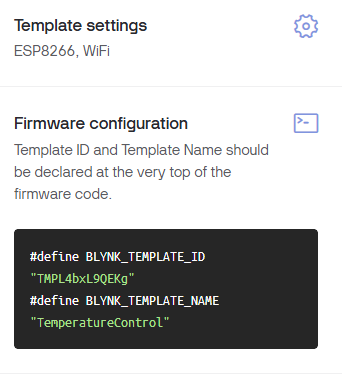 Template settings
ESP8266, WiFi
Firmware configuration
Template ID and Template Name should
be declared at the very top of the
firmware code.
#define BLYNK_TEMPLATE_ID
"TMPL4bxL9QEKg"
#define BLYNK_TEMPLATE_NAME
"TemperatureControl"